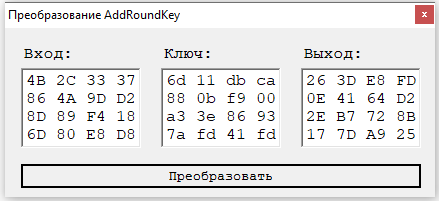 Преобразование AddRoundKey x
Вход: Ключ: Выход:
4B 2C 33 37 6d 11 db ca 26 3D E8 FD
86 4A 9D D2 88 0b f9 00 0E 41 64 D2
8D 89 F4 18 a3 3e 86 93 2E B7 72 8B
6D 80 E8 D8 7a fd 41 fd 17 7D A9 25
Преобразовать